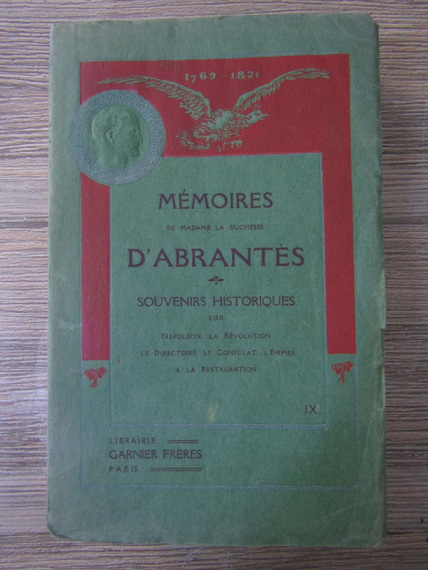 1769-1821
MÉMOIRES
DE MADAME LA DUCHESSE
D'ABRANTÈS
SOUVENIRS HISTORIQUES
SUR
NAPOLÉON, LA RÉVOLUTION
LE DIRECTOIRE, LE CONSULAT, L'EMPIRE
& LA RESTAURATION
IX
LIBRAIRIE
GARNIER FRÈRES
PARIS